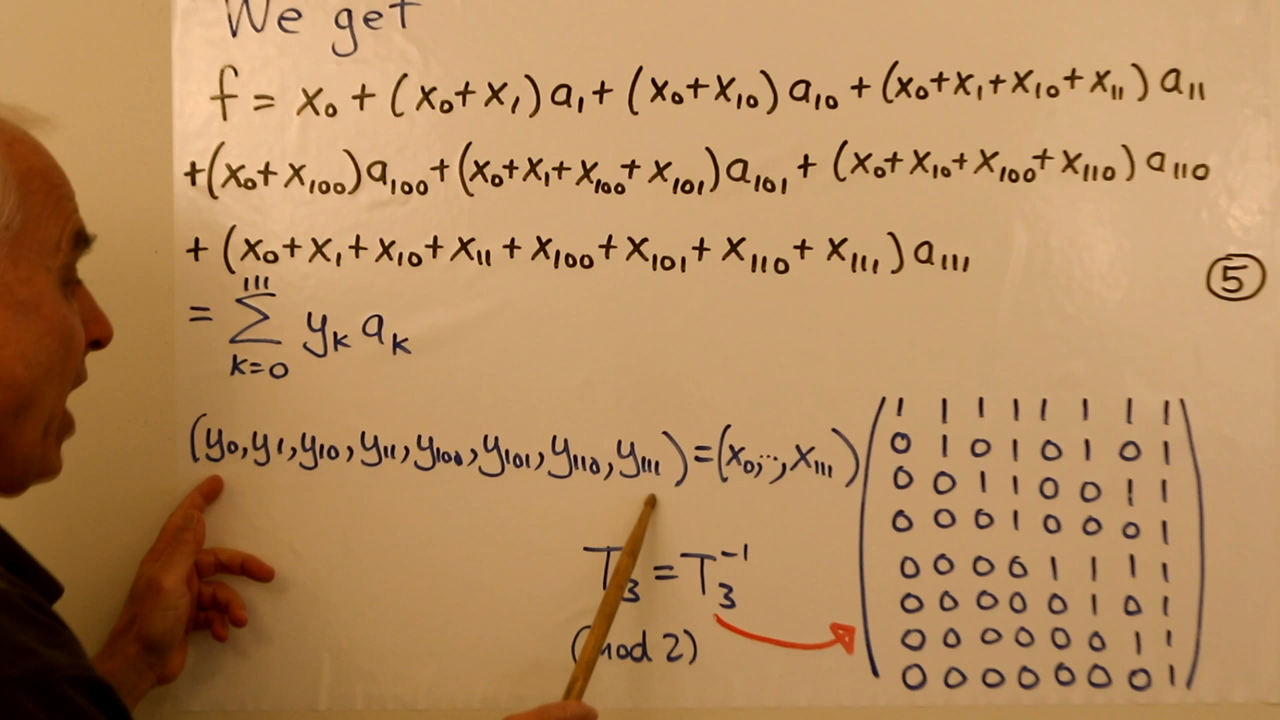 We get
f = x₀ + (x₀+x₁)a₁ + (x₀+x₁₀)a₁₀ + (x₀+x₁+x₁₀+x₁₁)a₁₁
+(x₀+x₁₀₀)a₁₀₀+(x₀+x₁+x₁₀₀+x₁₀₁)a₁₀₁+(x₀+x₁₀+x₁₀₀+x₁₁₀)a₁₁₀
+(x₀+x₁+x₁₀+x₁₁+x₁₀₀+x₁₀₁+x₁₁₀+x₁₁₁)a₁₁₁
⑤
111
= Σ yₖ aₖ
k=0
(y₀,y₁,y₁₀,y₁₁,y₁₀₀,y₁₀₁,y₁₁₀,y₁₁₁)=(x₀,..,x₁₁₁)
1 1 1 1 1 1 1 1
0 1 0 1 0 1 0 1
0 0 1 1 0 0 1 1
0 0 0 1 0 0 0 1
0 0 0 0 1 1 1 1
0 0 0 0 0 1 0 1
0 0 0 0 0 0 1 1
0 0 0 0 0 0 0 1
T₃ = T₃⁻¹
(mod 2)